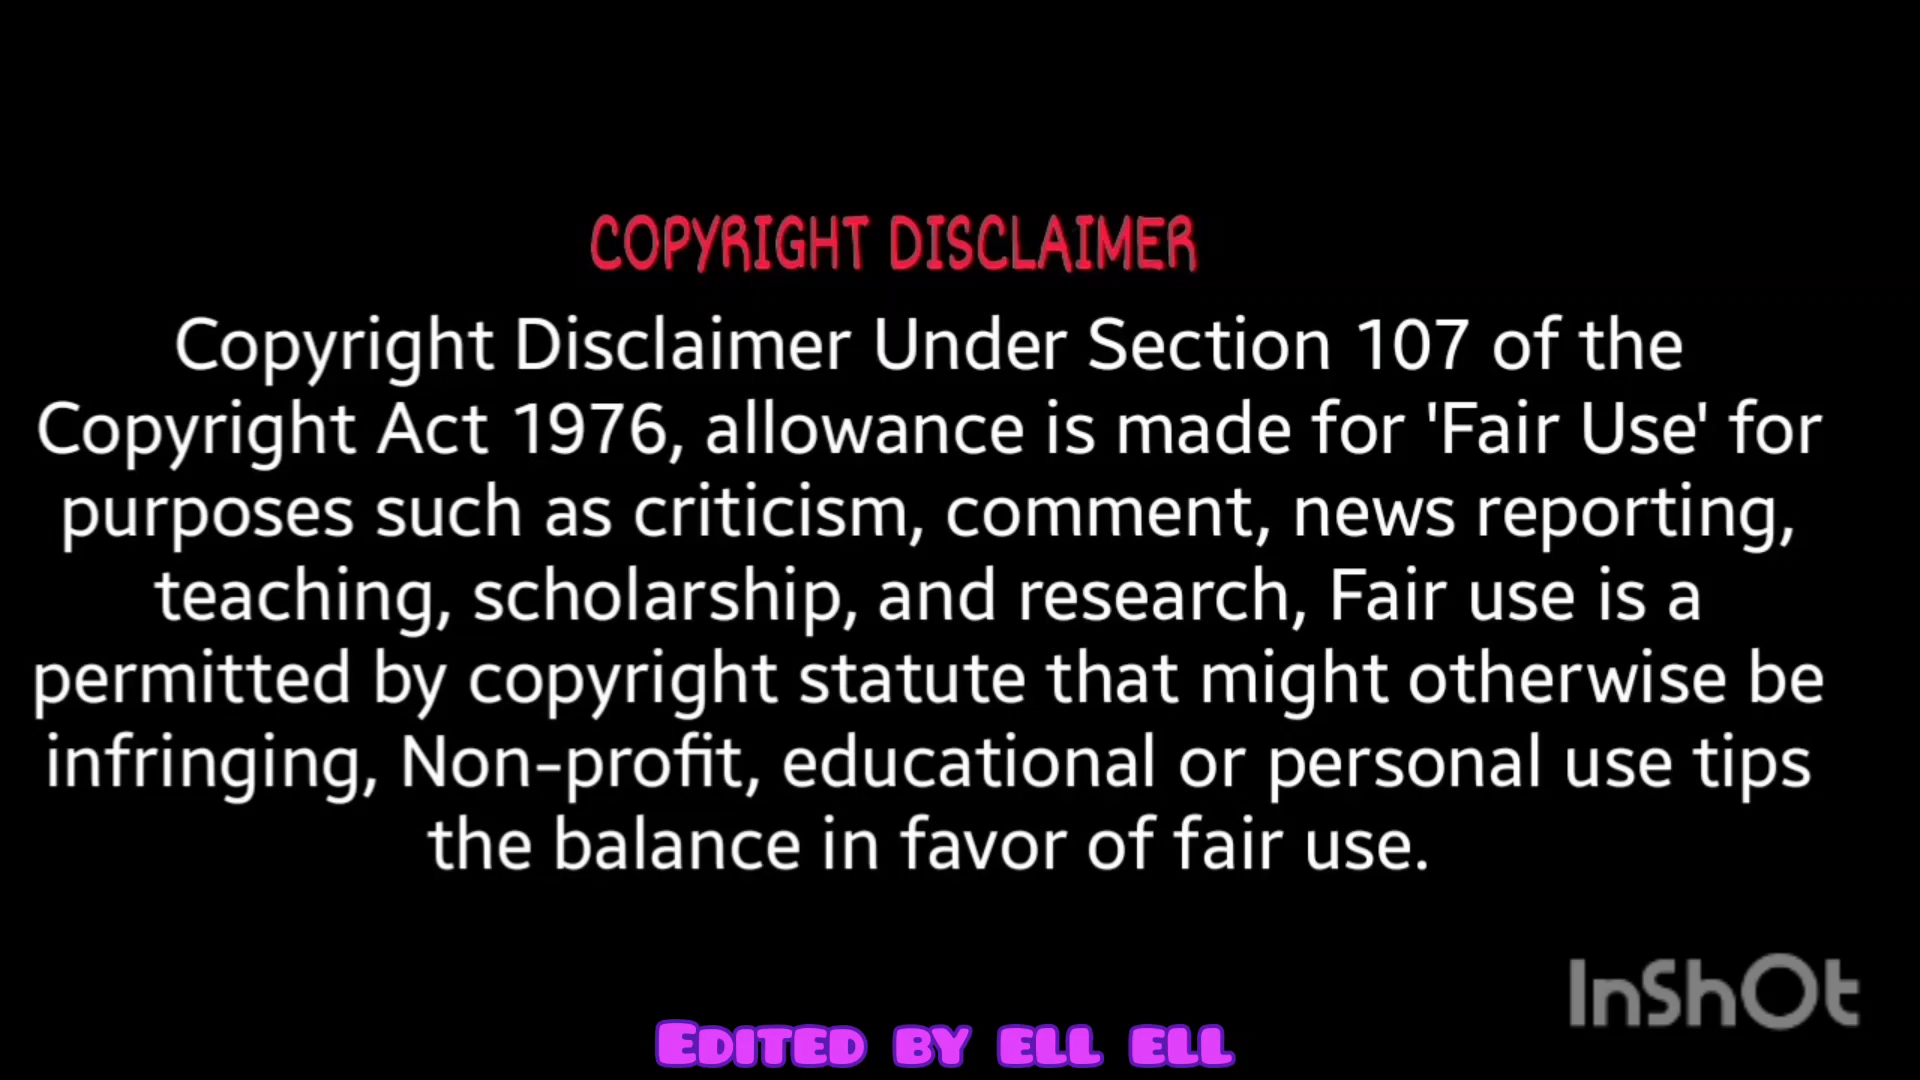 COPYRIGHT DISCLAIMER
Copyright Disclaimer Under Section 107 of the
Copyright Act 1976, allowance is made for 'Fair Use' for
purposes such as criticism, comment, news reporting,
teaching, scholarship, and research, Fair use is a
permitted by copyright statute that might otherwise be
infringing, Non-profit, educational or personal use tips
the balance in favor of fair use.
InShOt
EDITED BY ELL ELL